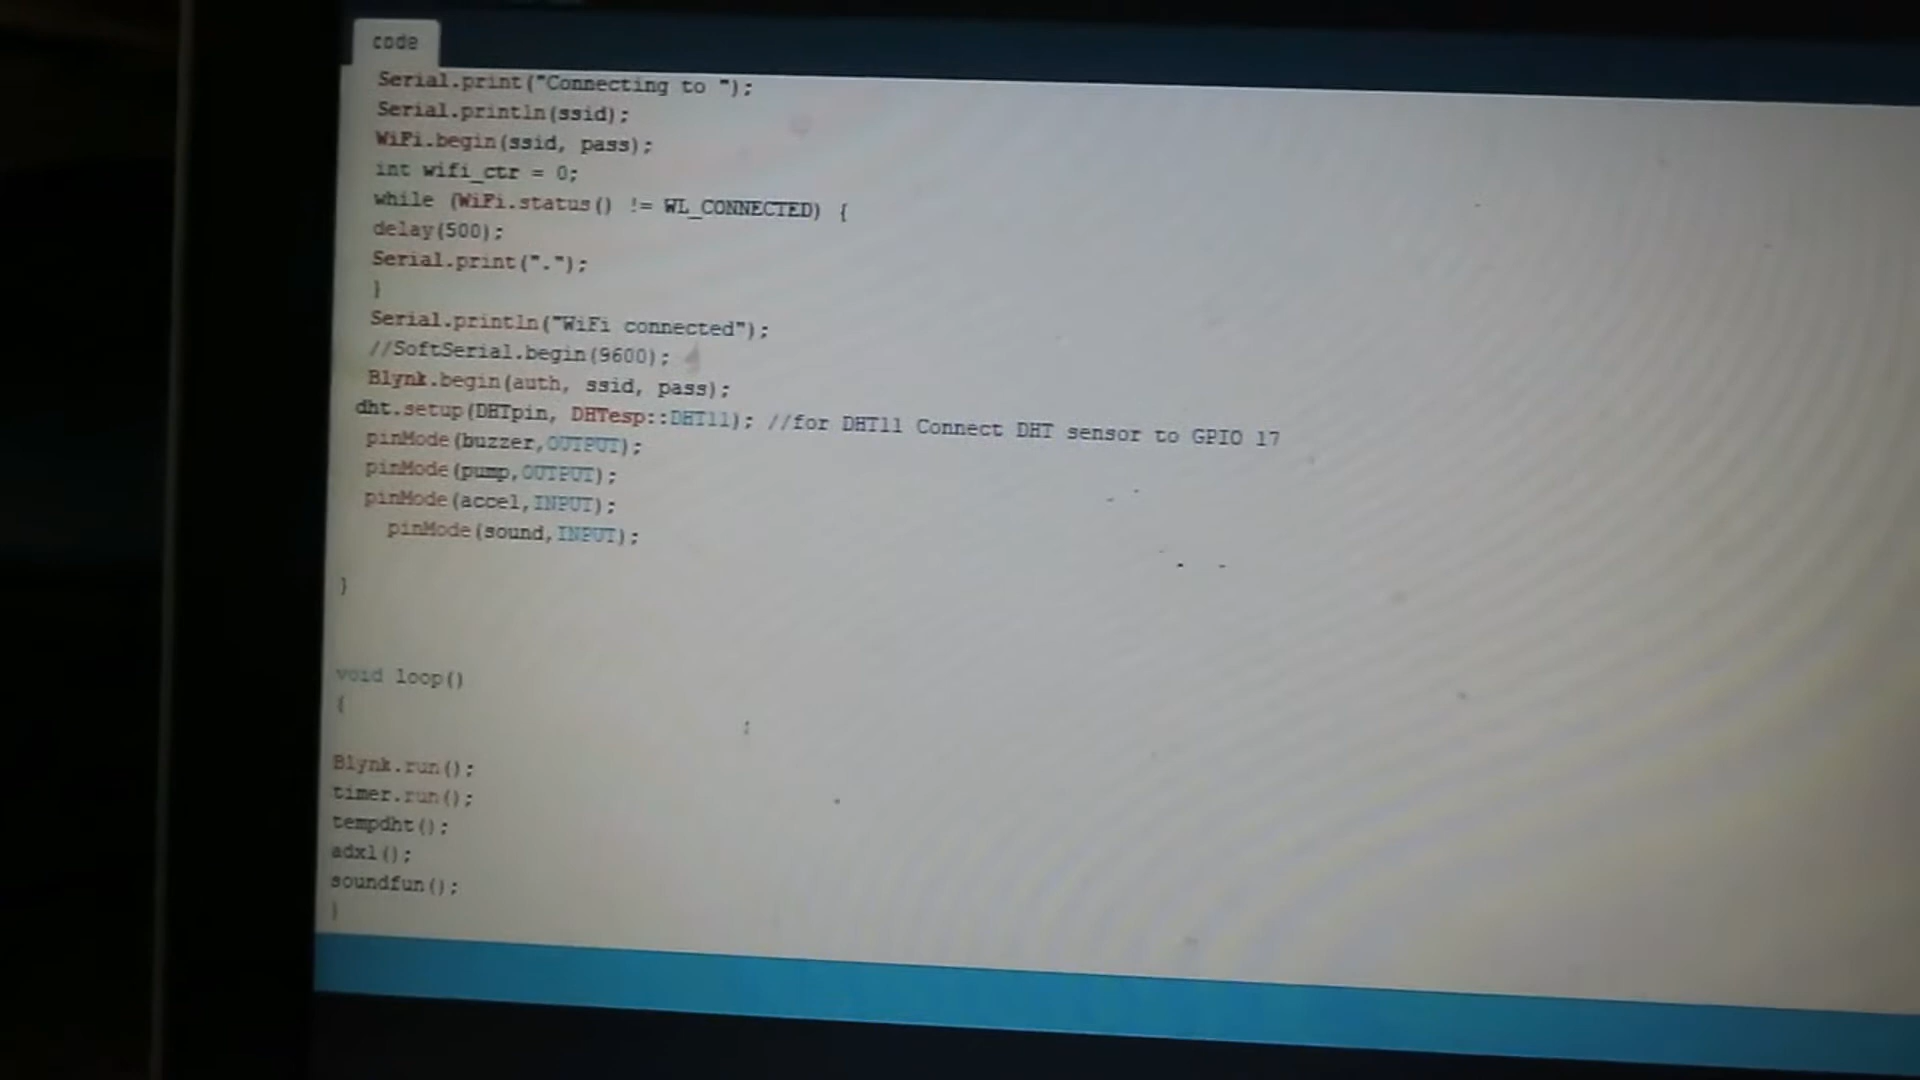 code
Serial.print("Connecting to ");
Serial.println(ssid);
WiFi.begin(ssid, pass);
int wifi_ctr = 0;
while (WiFi.status() != WL_CONNECTED) {
delay(500);
Serial.print(".");
}
Serial.println("WiFi connected");
//SoftSerial.begin(9600);
Blynk.begin(auth, ssid, pass);
dht.setup(DHTpin, DHTesp::DHT11); //for DHT11 Connect DHT sensor to GPIO 17
pinMode(buzzer,OUTPUT);
pinMode(pump,OUTPUT);
pinMode(accel,INPUT);
pinMode(sound,INPUT);
}
void loop()
{
Blynk.run();
timer.run();
tempdht();
adxl();
soundfun();
}